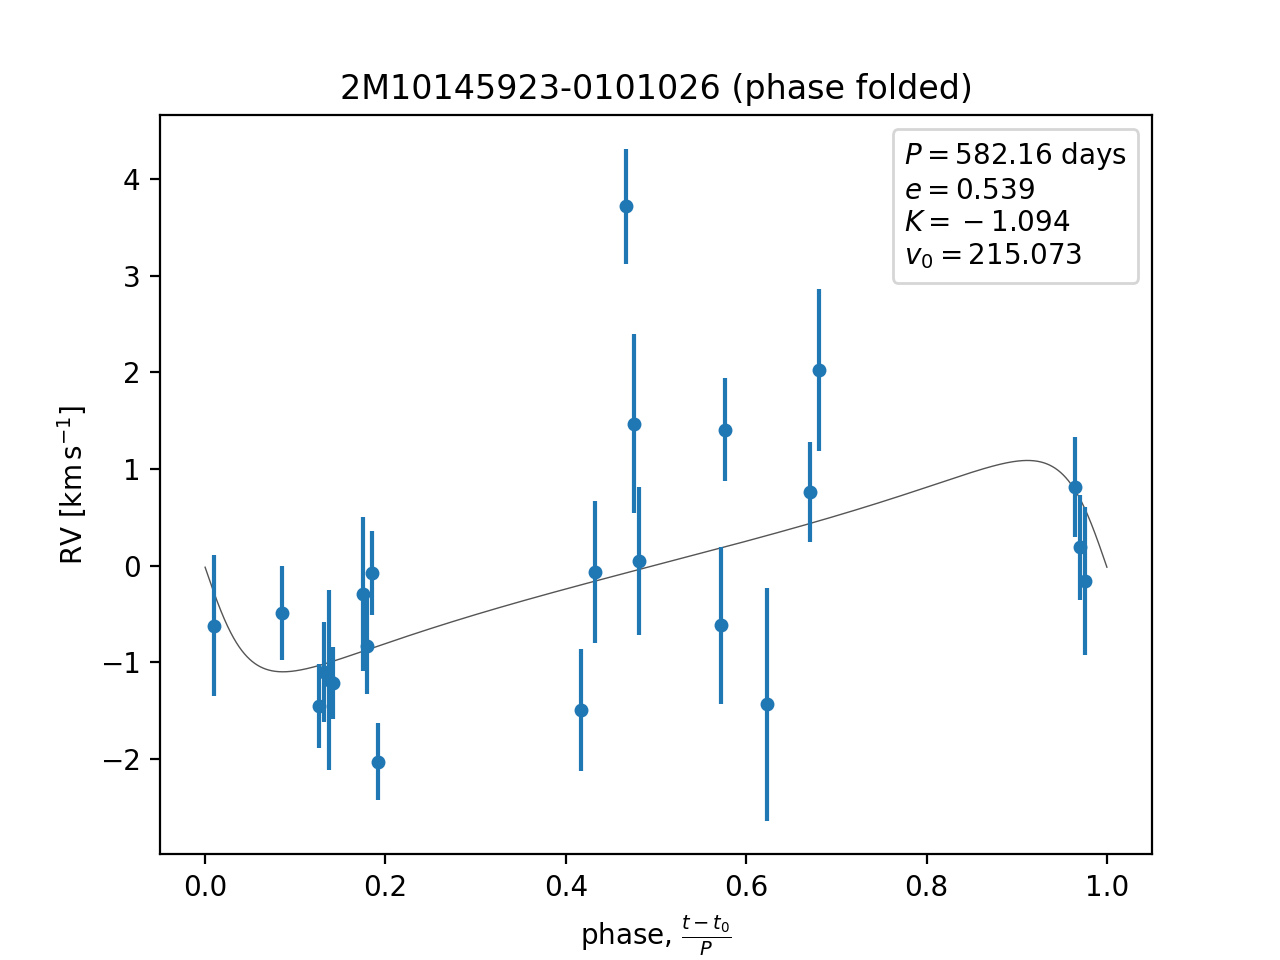 2M10145923-0101026 (phase folded)
P = 582.16 days
e = 0.539
K = −1.094
v₀ = 215.073
RV [km s⁻¹]
4
3
2
1
0
−1
−2
0.0 0.2 0.4 0.6 0.8 1.0
phase, (t − t₀)/P